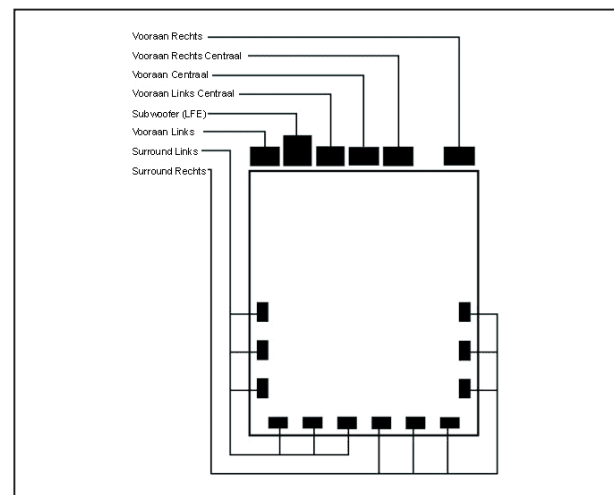 Vooraan Rechts
Vooraan Rechts Centraal
Vooraan Centraal
Vooraan Links Centraal
Subwoofer (LFE)
Vooraan Links
Surround Links
Surround Rechts